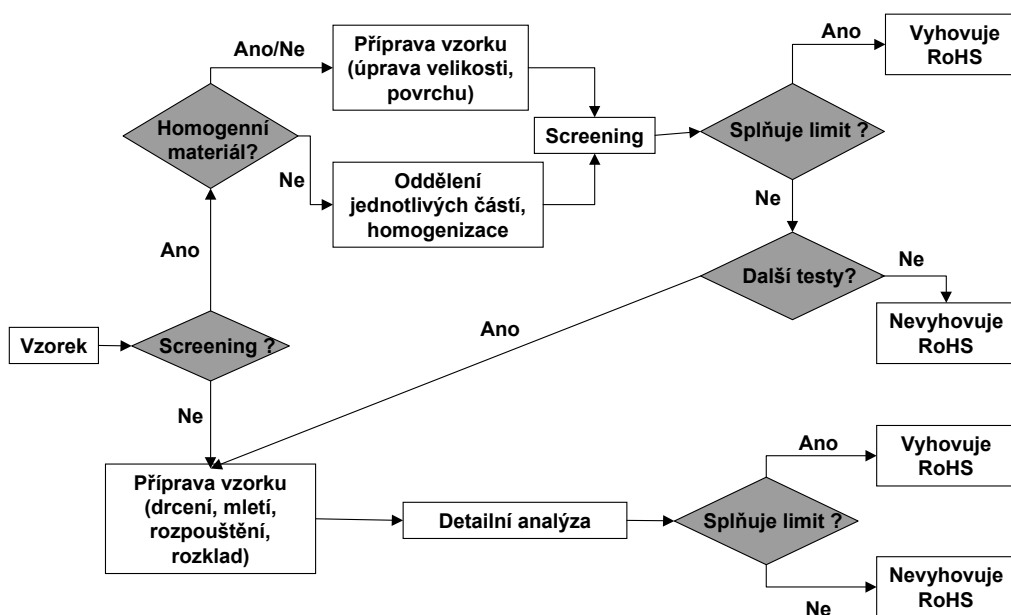 Ano
Vyhovuje
RoHS
Ano/Ne
Příprava vzorku
(úprava velikosti,
povrchu)
Homogenní
materiál?
Screening
Splňuje limit ?
Ne
Oddělení
jednotlivých částí,
homogenizace
Ne
Ano
Další testy?
Ne
Nevyhovuje
RoHS
Ano
Vzorek
Screening ?
Ne
Ano
Vyhovuje
RoHS
Příprava vzorku
(drcení, mletí,
rozpouštění,
rozklad)
Detailní analýza
Splňuje limit ?
Nevyhovuje
RoHS
Ne